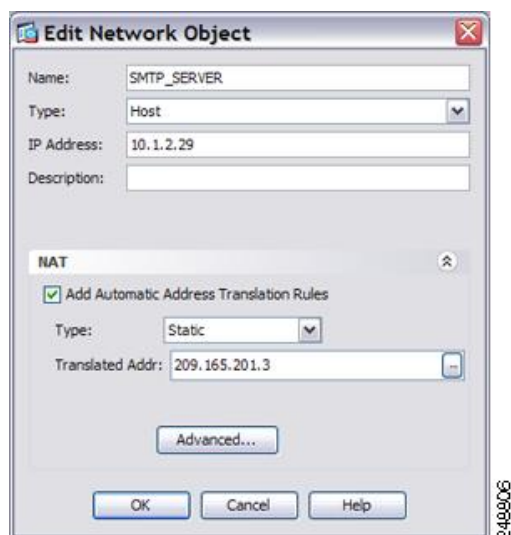 Edit Network Object
Name: SMTP_SERVER
Type: Host
IP Address: 10.1.2.29
Description:
NAT
Add Automatic Address Translation Rules
Type: Static
Translated Addr: 209.165.201.3 ...
Advanced...
OK Cancel Help
248806